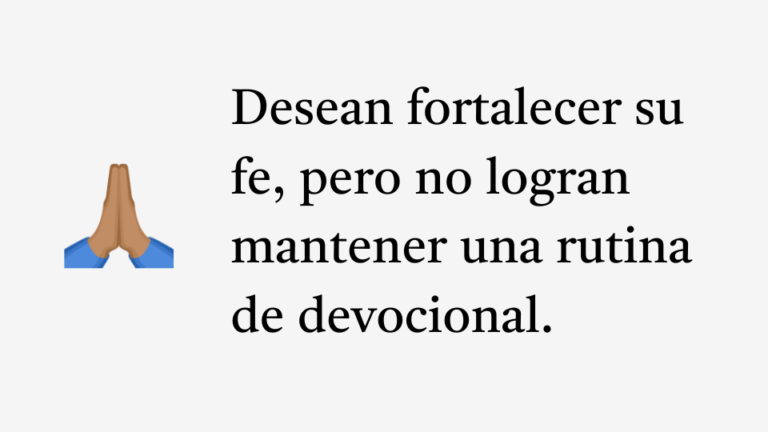 Desean fortalecer su
fe, pero no logran
mantener una rutina
de devocional.